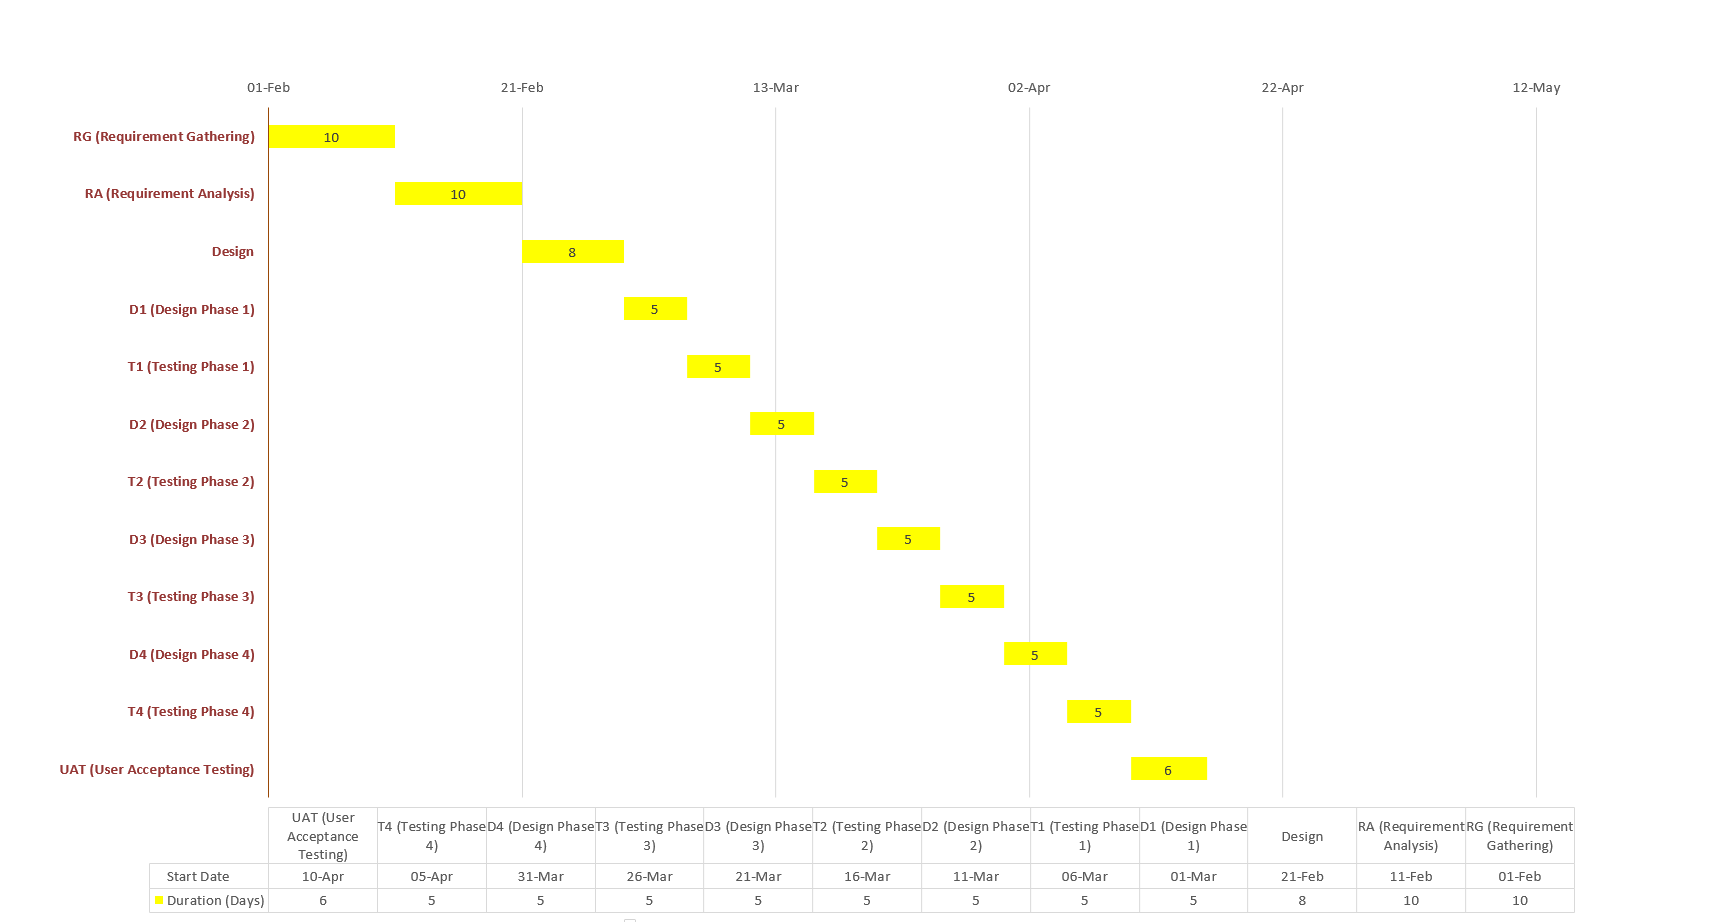 01-Feb 21-Feb 13-Mar 02-Apr 22-Apr 12-May
RG (Requirement Gathering) 10
RA (Requirement Analysis) 10
Design 8
D1 (Design Phase 1) 5
T1 (Testing Phase 1) 5
D2 (Design Phase 2) 5
T2 (Testing Phase 2) 5
D3 (Design Phase 3) 5
T3 (Testing Phase 3) 5
D4 (Design Phase 4) 5
T4 (Testing Phase 4) 5
UAT (User Acceptance Testing) 6
UAT (User
Acceptance
Testing)
T4 (Testing Phase
4)
D4 (Design Phase
4)
T3 (Testing Phase
3)
D3 (Design Phase
3)
T2 (Testing Phase
2)
D2 (Design Phase
2)
T1 (Testing Phase
1)
D1 (Design Phase
1)
Design
RA (Requirement
Analysis)
RG (Requirement
Gathering)
Start Date 10-Apr 05-Apr 31-Mar 26-Mar 21-Mar 16-Mar 11-Mar 06-Mar 01-Mar 21-Feb 11-Feb 01-Feb
Duration (Days) 6 5 5 5 5 5 5 5 5 8 10 10